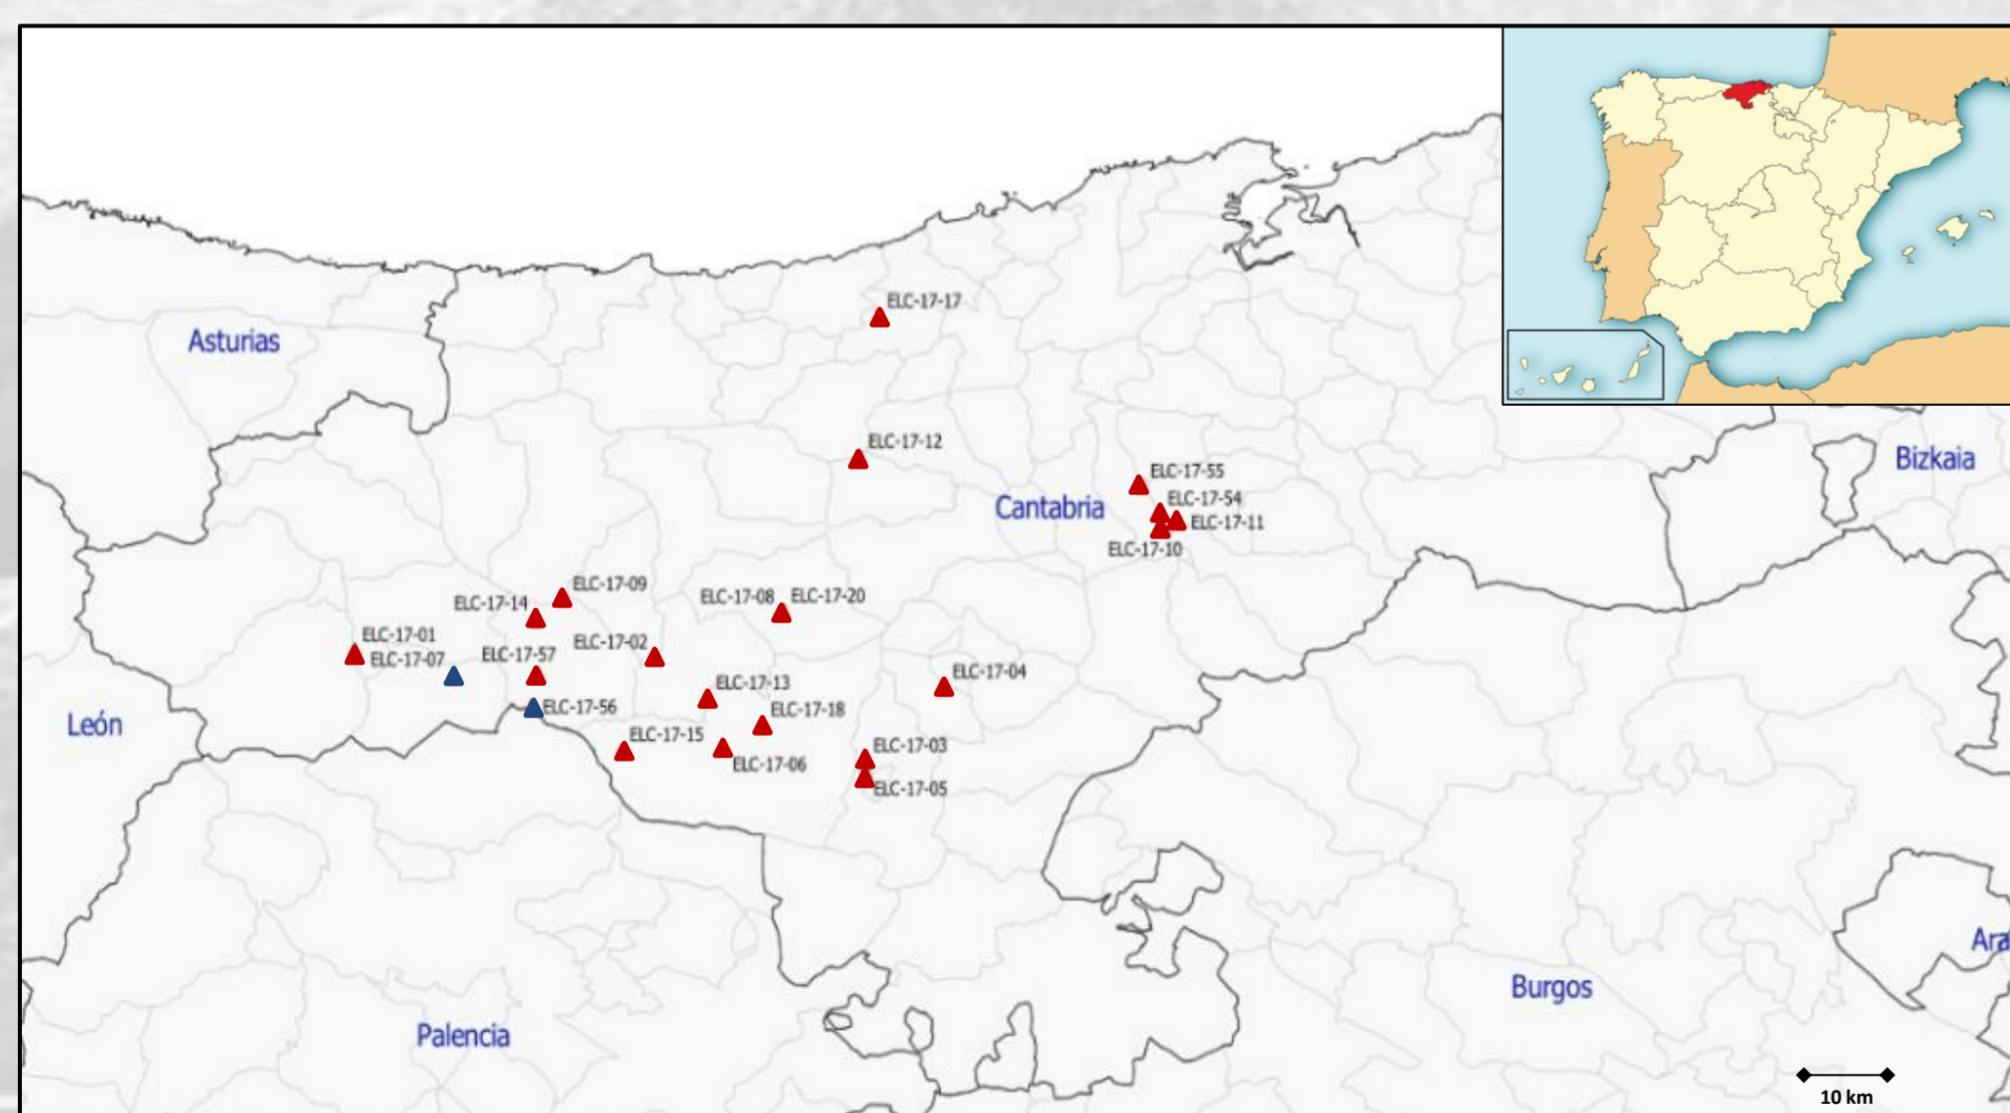 ELC-17-17
Asturias
ELC-17-12
Bizkaia
ELC-17-55
ELC-17-54
Cantabria
ELC-17-11
ELC-17-10
ELC-17-09
ELC-17-14
ELC-17-08 ELC-17-20
ELC-17-01
ELC-17-02
ELC-17-07
ELC-17-57
ELC-17-04
ELC-17-13
ELC-17-56
ELC-17-18
León
ELC-17-15
ELC-17-03
ELC-17-06
ELC-17-05
Ara
Burgos
Palencia
10 km